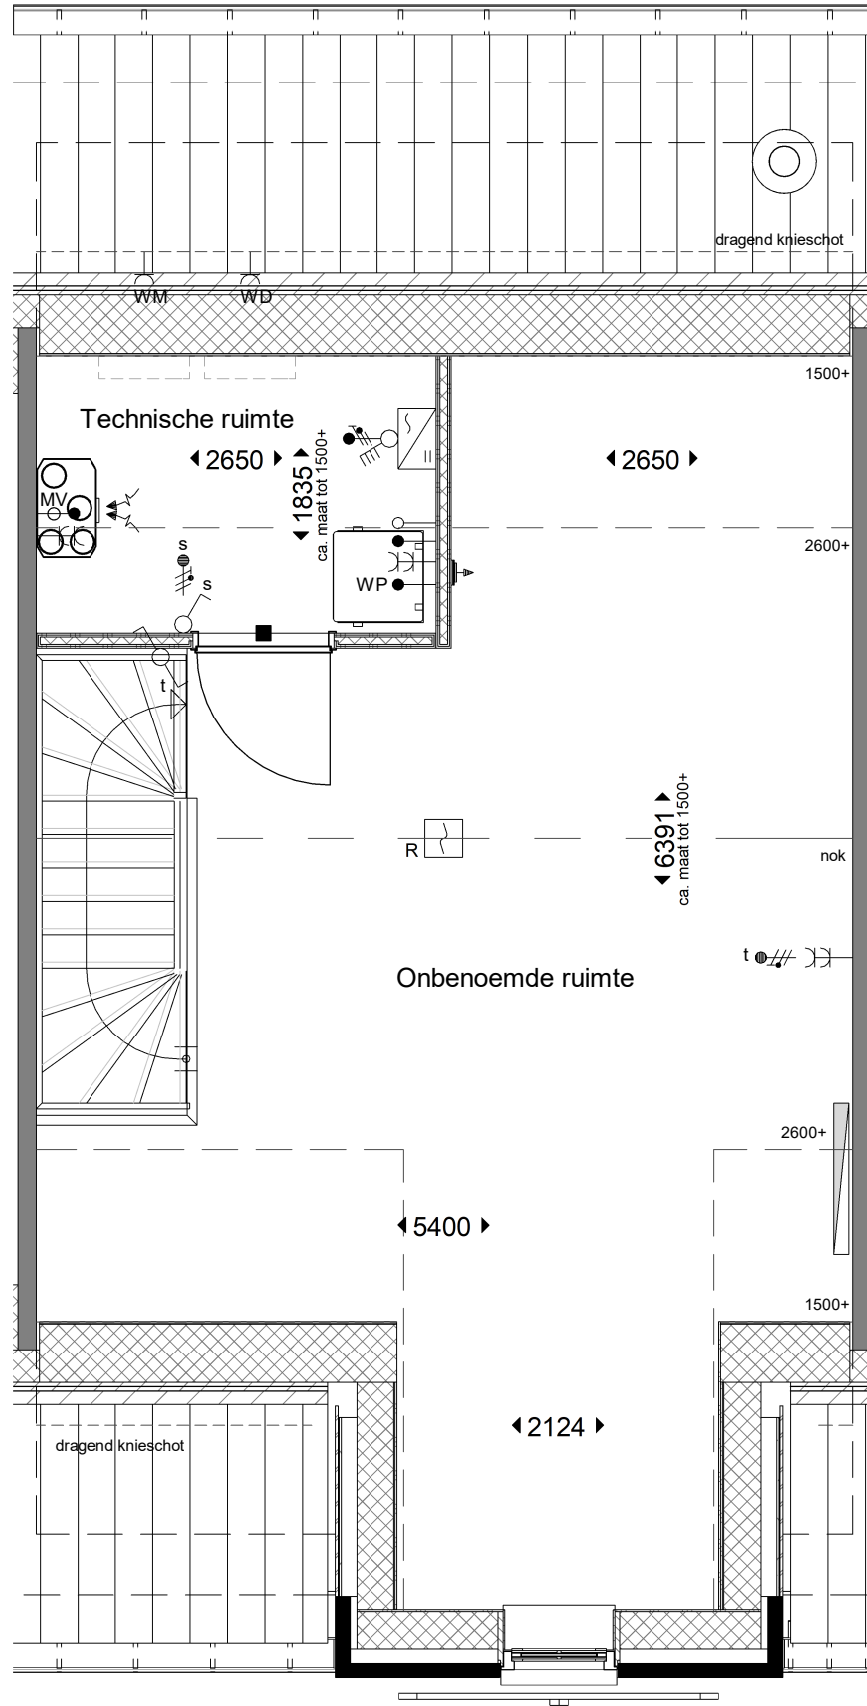 dragend knieschot
WM
WD
1500+
Technische ruimte
2650
1835
ca. maat tot 1500+
2650
MV
2600+
s
s
WP
t
6391
ca. maat tot 1500+
R
nok
t
Onbenoemde ruimte
2600+
5400
1500+
2124
dragend knieschot